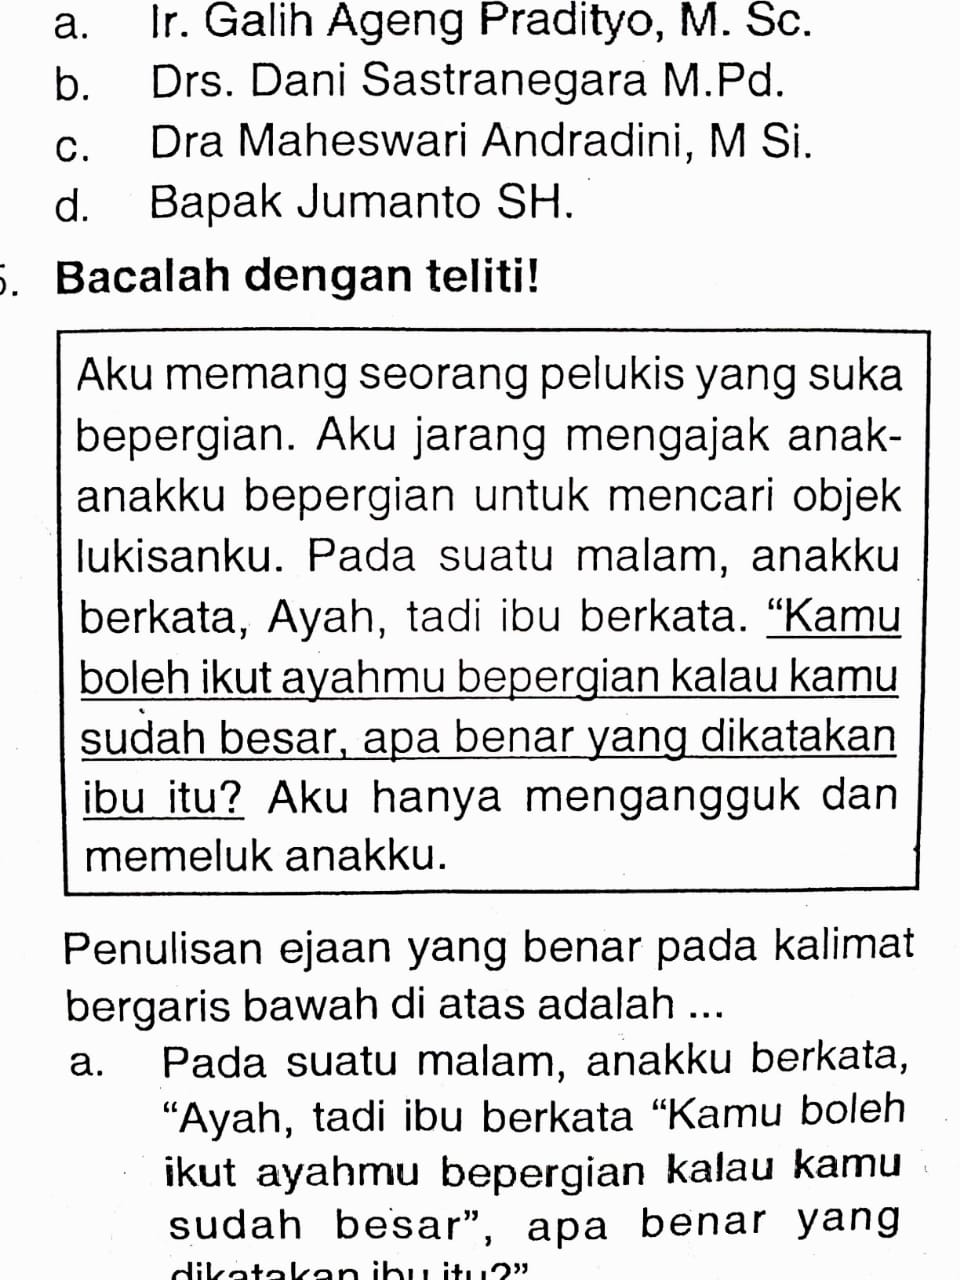 a. Ir. Galih Ageng Pradityo, M. Sc.
b. Drs. Dani Sastranegara M.Pd.
c. Dra Maheswari Andradini, M Si.
d. Bapak Jumanto SH.
5. Bacalah dengan teliti!
Aku memang seorang pelukis yang suka
bepergian. Aku jarang mengajak anak-
anakku bepergian untuk mencari objek
lukisanku. Pada suatu malam, anakku
berkata, Ayah, tadi ibu berkata. “Kamu
boleh ikut ayahmu bepergian kalau kamu
sudah besar, apa benar yang dikatakan
ibu itu? Aku hanya mengangguk dan
memeluk anakku.
Penulisan ejaan yang benar pada kalimat
bergaris bawah di atas adalah ...
a. Pada suatu malam, anakku berkata,
“Ayah, tadi ibu berkata “Kamu boleh
ikut ayahmu bepergian kalau kamu
sudah besar”, apa benar yang
dikatakan ibu itu?”